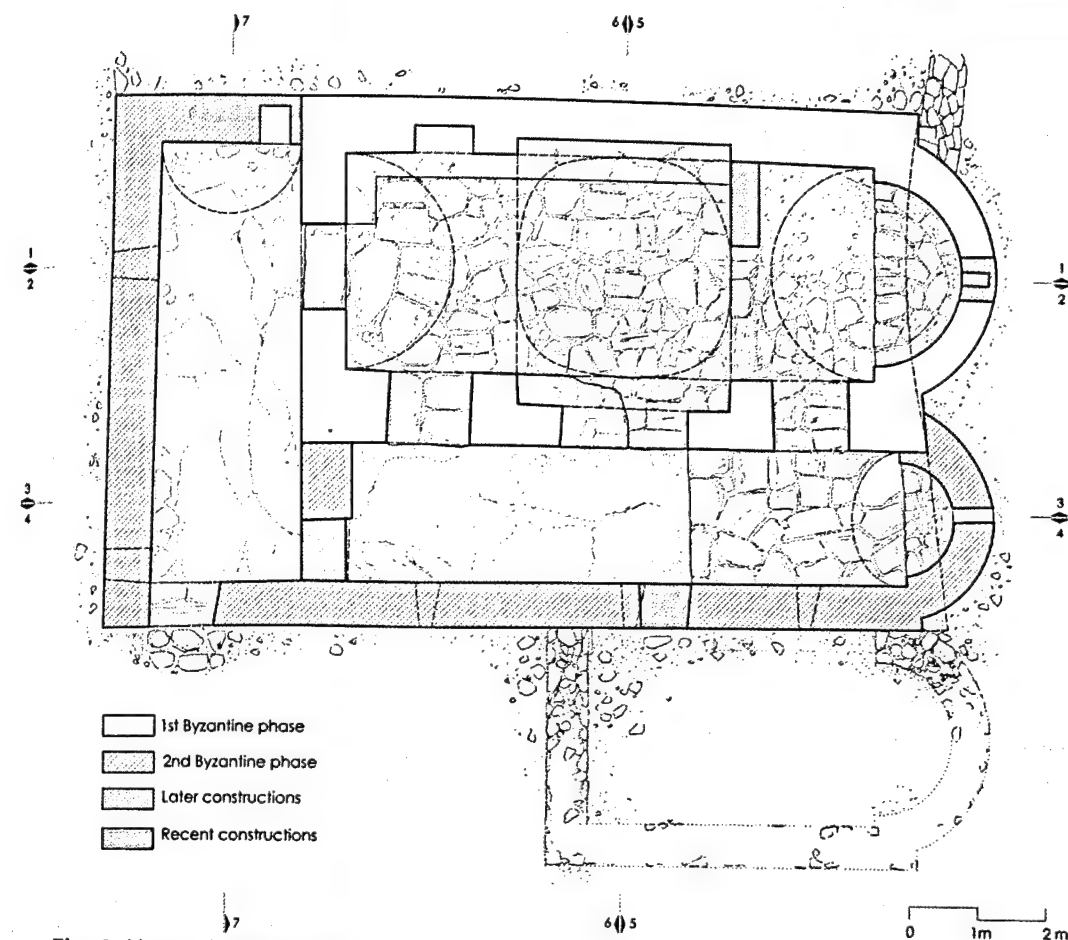 7 6 5
1
2
1
2
3
4
3
4
1st Byzantine phase
2nd Byzantine phase
Later constructions
Recent constructions
7 6 5
0 1m 2m